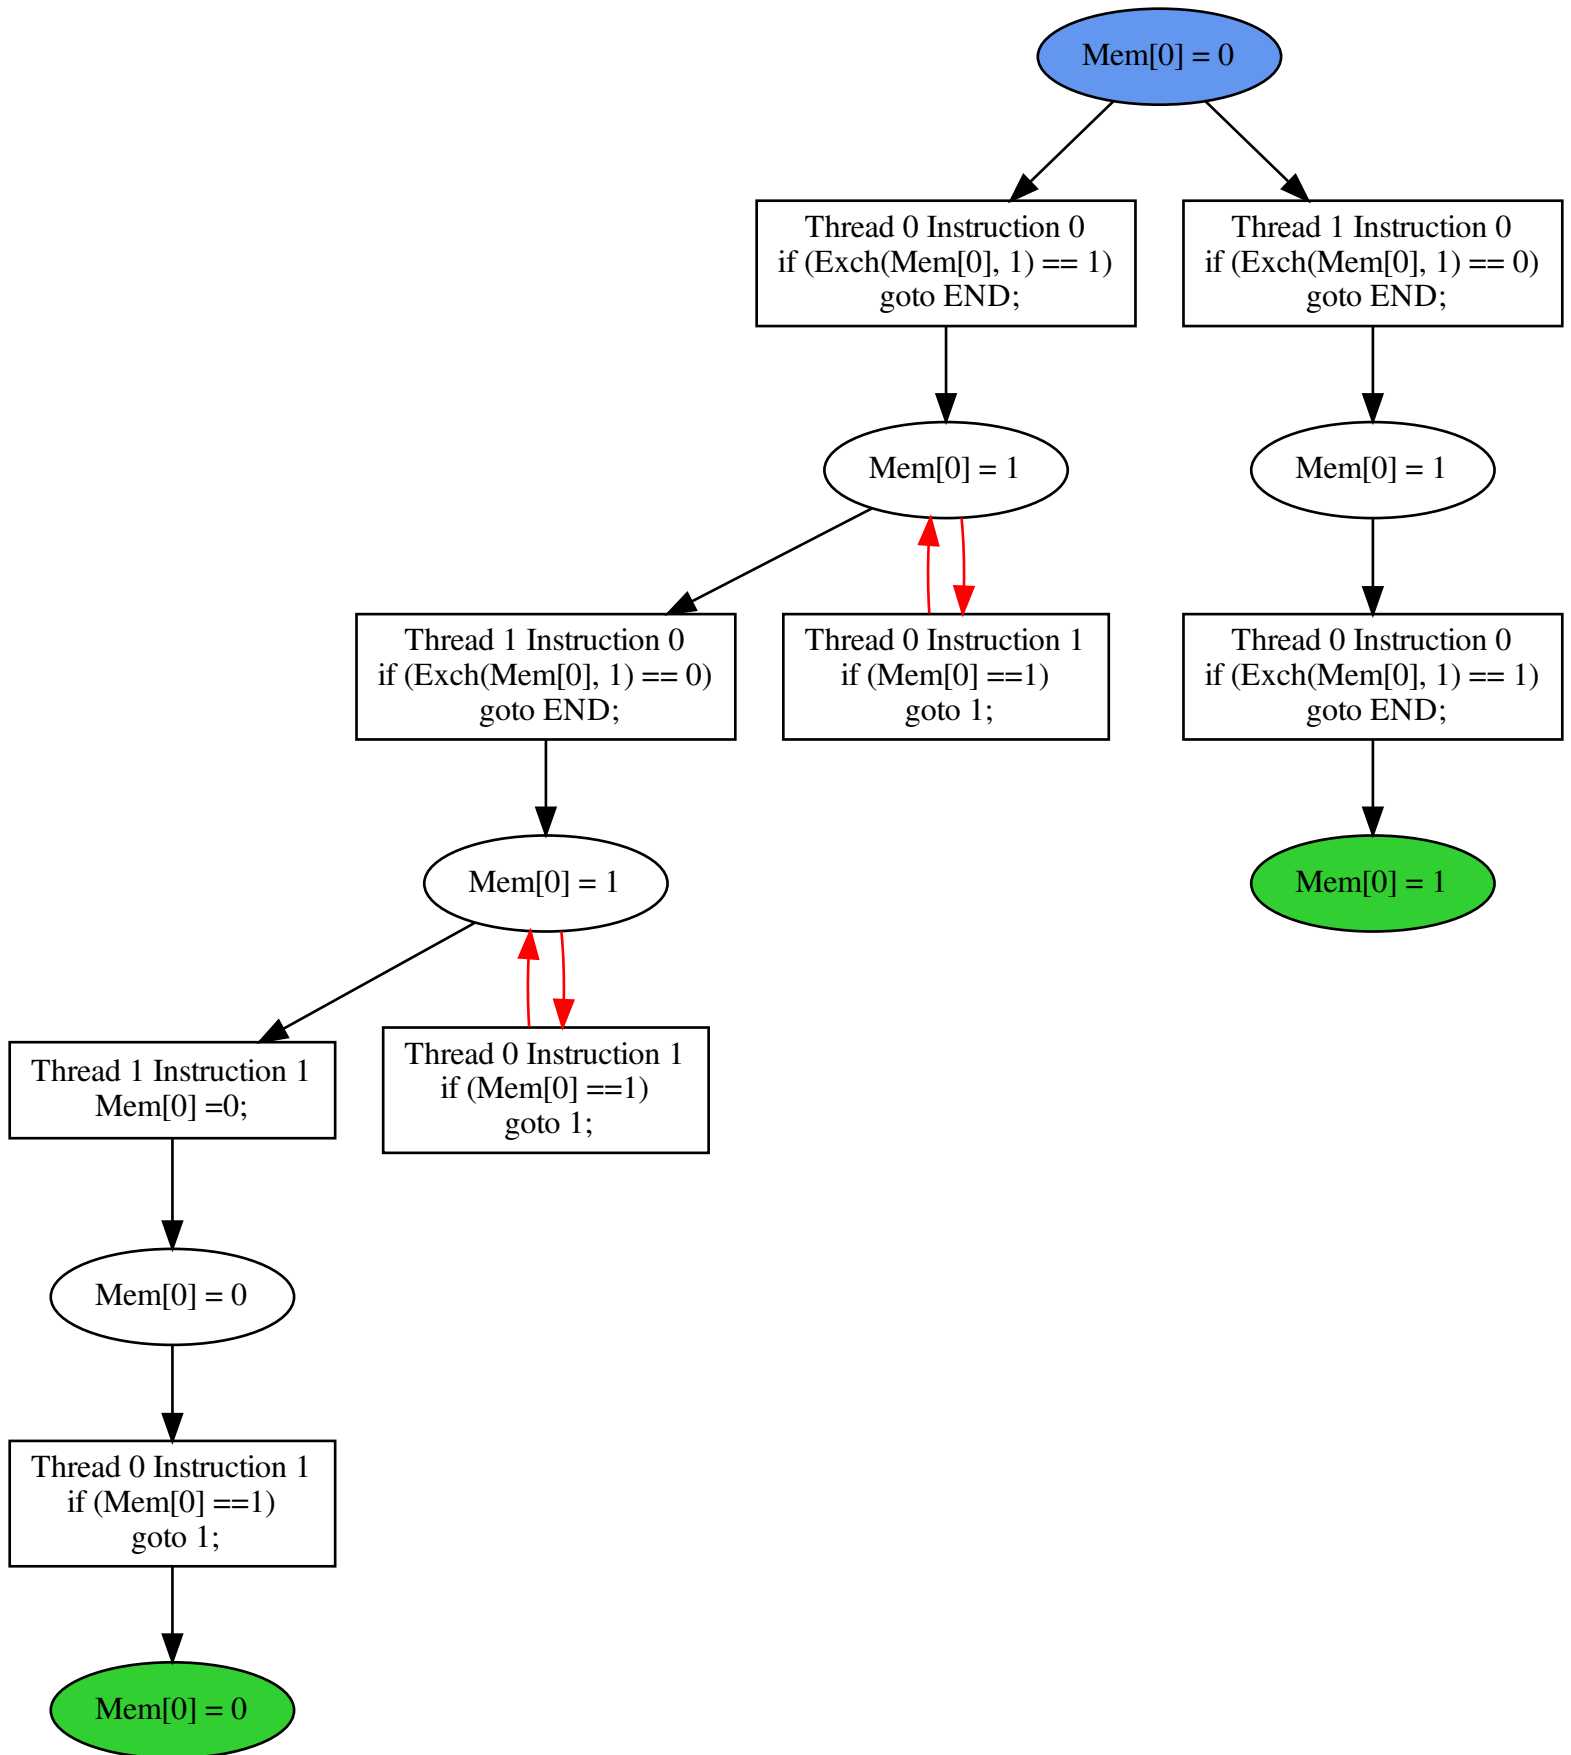 Mem[0] = 0
Thread 0 Instruction 0
if (Exch(Mem[0], 1) == 1)
goto END;
Thread 1 Instruction 0
if (Exch(Mem[0], 1) == 0)
goto END;
Mem[0] = 1
Mem[0] = 1
Thread 1 Instruction 0
if (Exch(Mem[0], 1) == 0)
goto END;
Thread 0 Instruction 1
if (Mem[0] ==1)
goto 1;
Thread 0 Instruction 0
if (Exch(Mem[0], 1) == 1)
goto END;
Mem[0] = 1
Mem[0] = 1
Thread 1 Instruction 1
Mem[0] =0;
Thread 0 Instruction 1
if (Mem[0] ==1)
goto 1;
Mem[0] = 0
Thread 0 Instruction 1
if (Mem[0] ==1)
goto 1;
Mem[0] = 0